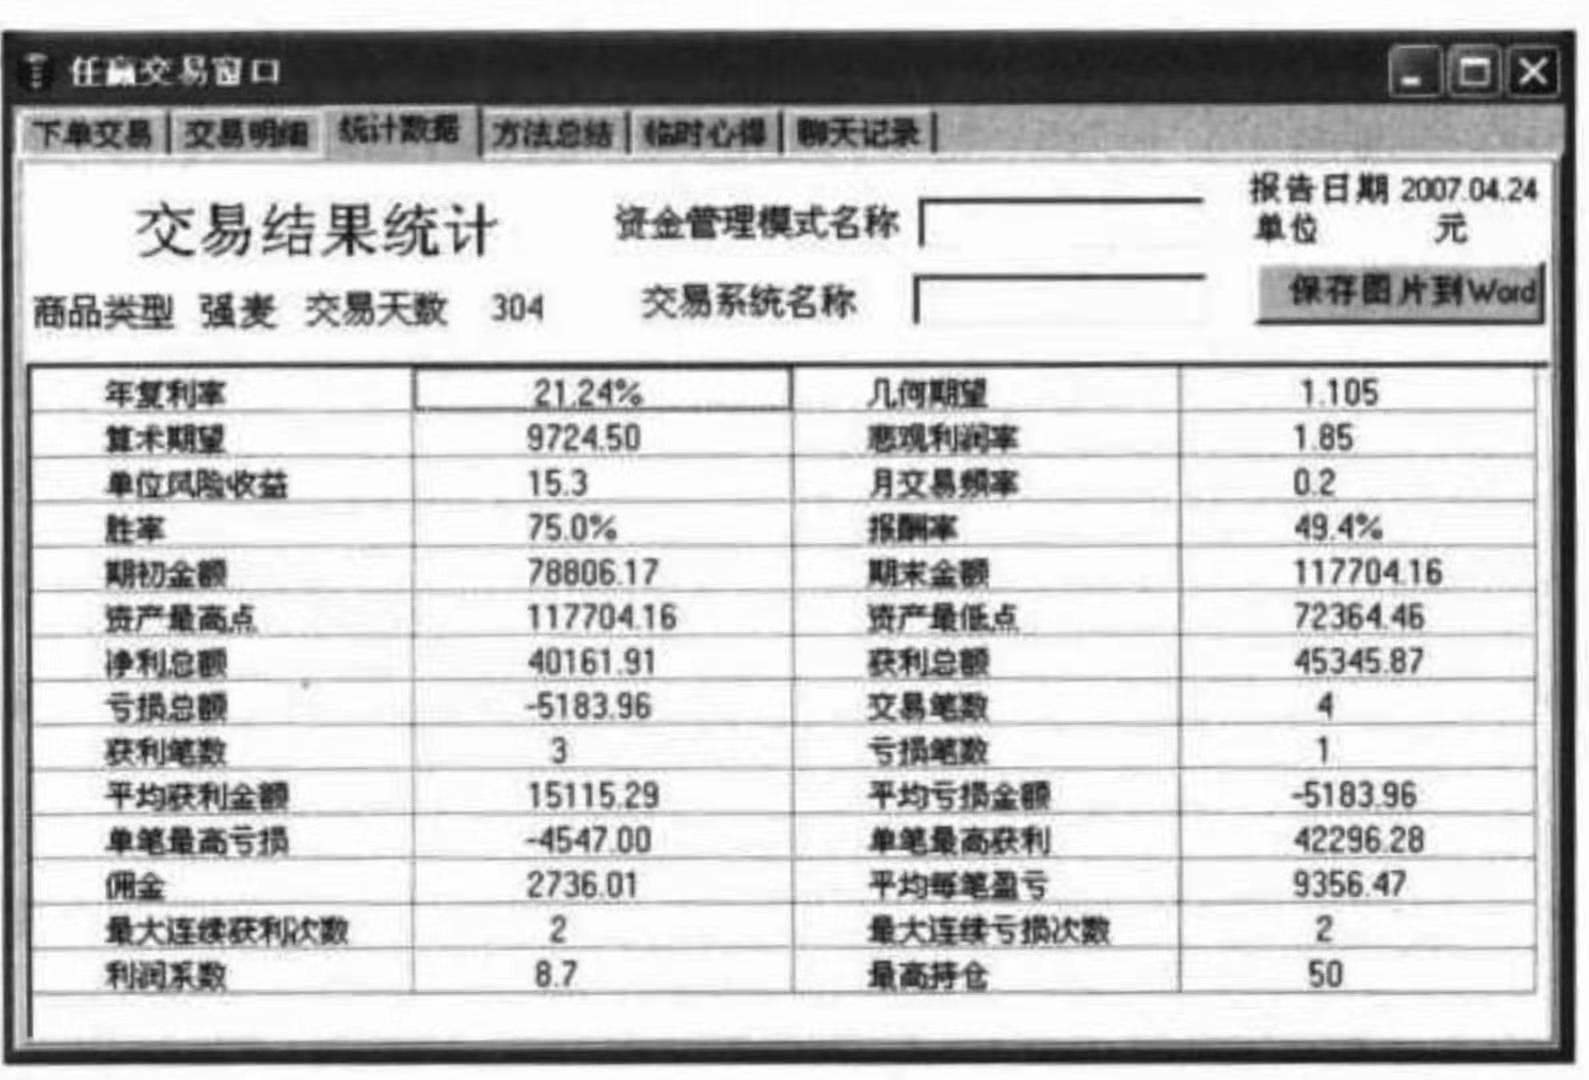 任赢交易窗口
下单交易 交易明细 统计数据 方法总结 临时心得 聊天记录
交易结果统计 资金管理模式名称 报告日期 2007.04.24
单位 元
商品类型 强麦 交易天数 304 交易系统名称 保存图片到Word
年复利率 21.24% 几何期望 1.105
算术期望 9724.50 悲观利润率 1.85
单位风险收益 15.3 月交易频率 0.2
胜率 75.0% 报酬率 49.4%
期初金额 78806.17 期末金额 117704.16
资产最高点 117704.16 资产最低点 72364.46
净利总额 40161.91 获利总额 45345.87
亏损总额 -5183.96 交易笔数 4
获利笔数 3 亏损笔数 1
平均获利金额 15115.29 平均亏损金额 -5183.96
单笔最高亏损 -4547.00 单笔最高获利 42296.28
佣金 2736.01 平均每笔盈亏 9356.47
最大连续获利次数 2 最大连续亏损次数 2
利润系数 8.7 最高持仓 50